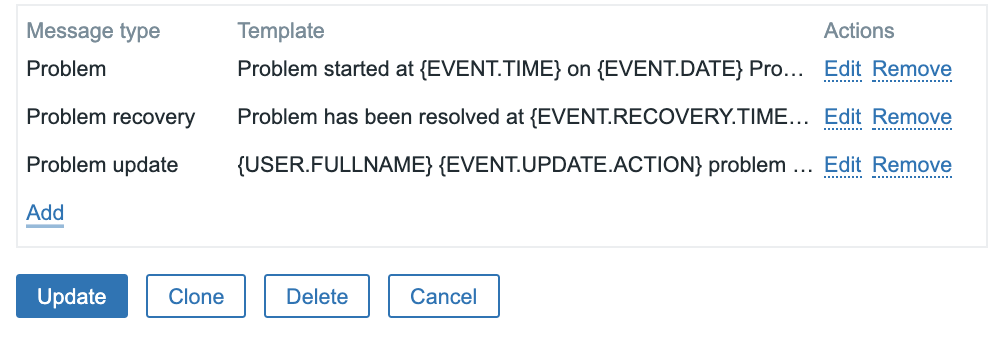 Message type Template Actions
Problem Problem started at {EVENT.TIME} on {EVENT.DATE} Pro... Edit Remove
Problem recovery Problem has been resolved at {EVENT.RECOVERY.TIME... Edit Remove
Problem update {USER.FULLNAME} {EVENT.UPDATE.ACTION} problem ... Edit Remove
Add
Update Clone Delete Cancel